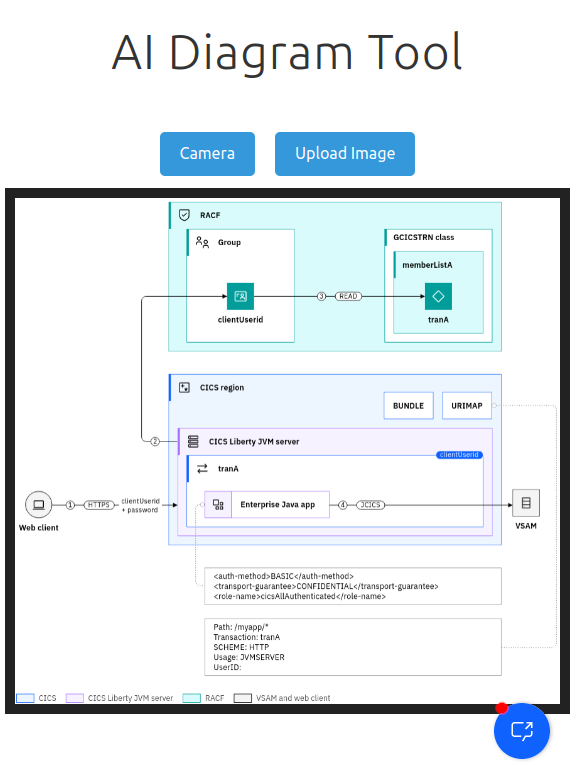 AI Diagram Tool
Camera
Upload Image
RACF
Group
GCICSTRN class
memberListA
clientUserid
3
READ
tranA
CICS region
BUNDLE
URIMAP
2
CICS Liberty JVM server
clientUserid
tranA
Web client
1
HTTPS
clientUserid
+ password
Enterprise Java app
4
JCICS
VSAM
<auth-method>BASIC</auth-method>
<transport-guarantee>CONFIDENTIAL</transport-guarantee>
<role-name>cicsAllAuthenticated</role-name>
Path: /myapp/*
Transaction: tranA
SCHEME: HTTP
Usage: JVMSERVER
UserID:
CICS
CICS Liberty JVM server
RACF
VSAM and web client